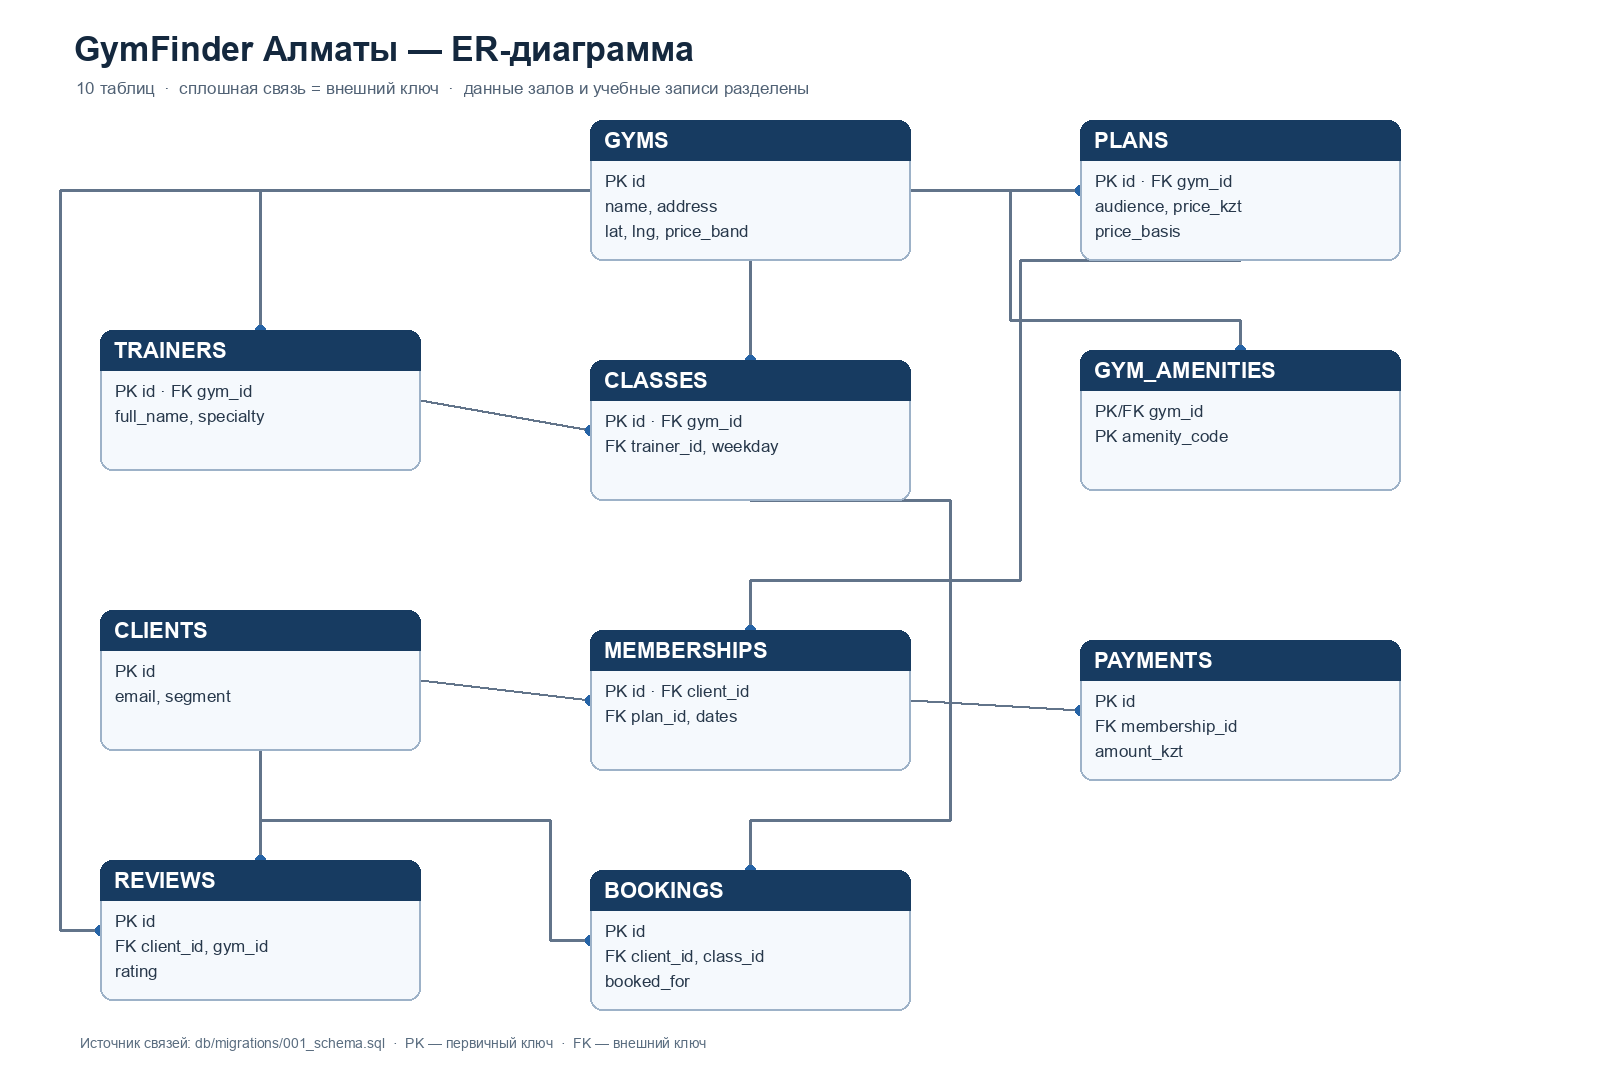 GymFinder Алматы — ER-диаграмма
10 таблиц · сплошная связь = внешний ключ · данные залов и учебные записи разделены
GYMS
PK id
name, address
lat, lng, price_band
PLANS
PK id · FK gym_id
audience, price_kzt
price_basis
TRAINERS
PK id · FK gym_id
full_name, specialty
CLASSES
PK id · FK gym_id
FK trainer_id, weekday
GYM_AMENITIES
PK/FK gym_id
PK amenity_code
CLIENTS
PK id
email, segment
MEMBERSHIPS
PK id · FK client_id
FK plan_id, dates
PAYMENTS
PK id
FK membership_id
amount_kzt
REVIEWS
PK id
FK client_id, gym_id
rating
BOOKINGS
PK id
FK client_id, class_id
booked_for
Источник связей: db/migrations/001_schema.sql · PK — первичный ключ · FK — внешний ключ